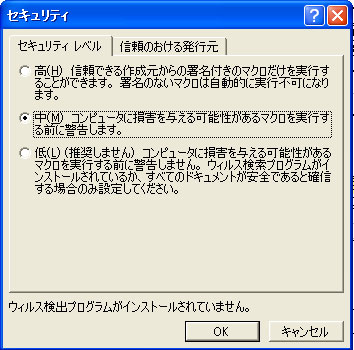 セキュリティ
セキュリティ レベル
信頼のおける発行元
高(H) 信頼できる作成元からの署名付きのマクロだけを実行す
ることができます。署名のないマクロは自動的に実行不可になり
ます。
中(M) コンピュータに損害を与える可能性があるマクロを実行す
る前に警告します。
低(L) (推奨しません) コンピュータに損害を与える可能性がある
マクロを実行する前に警告しません。ウィルス検索プログラムがイ
ンストールされているか、すべてのドキュメントが安全であると確信
する場合のみ設定してください。
ウィルス検出プログラムがインストールされていません。
OK
キャンセル